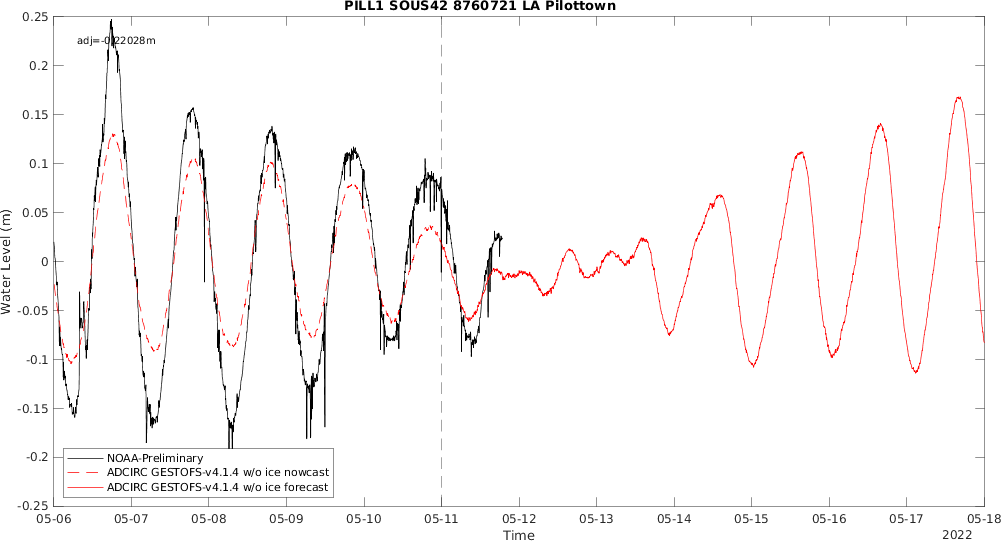 PILL1 SOUS42 8760721 LA Pilottown
adj=-0.22028m
Water Level (m)
0.25
0.2
0.15
0.1
0.05
0
-0.05
-0.1
-0.15
-0.2
-0.25
NOAA-Preliminary
ADCIRC GESTOFS-v4.1.4 w/o ice nowcast
ADCIRC GESTOFS-v4.1.4 w/o ice forecast
05-06 05-07 05-08 05-09 05-10 05-11 05-12 05-13 05-14 05-15 05-16 05-17 05-18
Time
2022